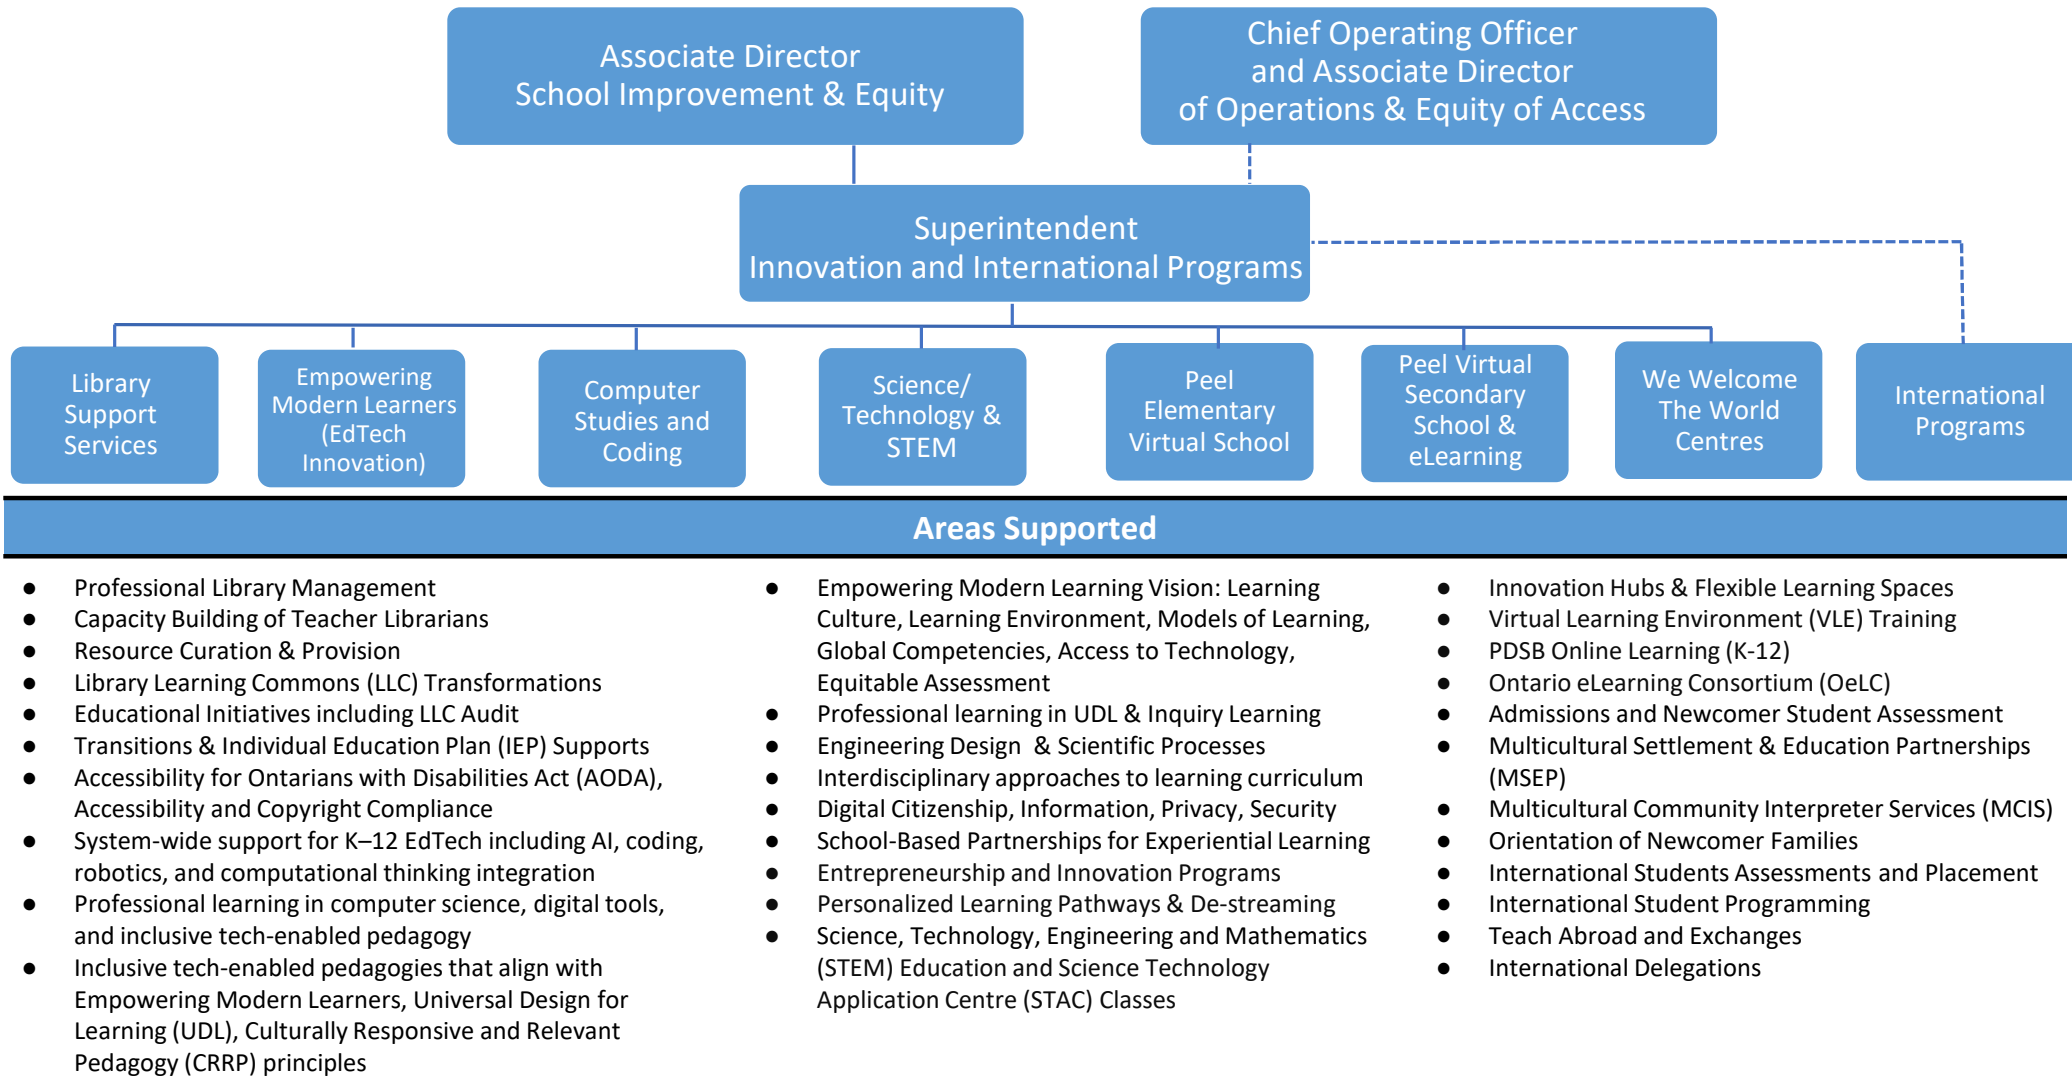 Associate Director
School Improvement & Equity
Chief Operating Officer
and Associate Director
of Operations & Equity of Access
Superintendent
Innovation and International Programs
Library
Support
Services
Empowering
Modern Learners
(EdTech
Innovation)
Computer
Studies and
Coding
Science/
Technology &
STEM
Peel
Elementary
Virtual School
Peel Virtual
Secondary
School &
eLearning
We Welcome
The World
Centres
International
Programs
Areas Supported
● Professional Library Management
● Capacity Building of Teacher Librarians
● Resource Curation & Provision
● Library Learning Commons (LLC) Transformations
● Educational Initiatives including LLC Audit
● Transitions & Individual Education Plan (IEP) Supports
● Accessibility for Ontarians with Disabilities Act (AODA),
Accessibility and Copyright Compliance
● System-wide support for K–12 EdTech including AI, coding,
robotics, and computational thinking integration
● Professional learning in computer science, digital tools,
and inclusive tech-enabled pedagogy
● Inclusive tech-enabled pedagogies that align with
Empowering Modern Learners, Universal Design for
Learning (UDL), Culturally Responsive and Relevant
Pedagogy (CRRP) principles
● Empowering Modern Learning Vision: Learning
Culture, Learning Environment, Models of Learning,
Global Competencies, Access to Technology,
Equitable Assessment
● Professional learning in UDL & Inquiry Learning
● Engineering Design  & Scientific Processes
● Interdisciplinary approaches to learning curriculum
● Digital Citizenship, Information, Privacy, Security
● School-Based Partnerships for Experiential Learning
● Entrepreneurship and Innovation Programs
● Personalized Learning Pathways & De-streaming
● Science, Technology, Engineering and Mathematics
(STEM) Education and Science Technology
Application Centre (STAC) Classes
● Innovation Hubs & Flexible Learning Spaces
● Virtual Learning Environment (VLE) Training
● PDSB Online Learning (K-12)
● Ontario eLearning Consortium (OeLC)
● Admissions and Newcomer Student Assessment
● Multicultural Settlement & Education Partnerships
(MSEP)
● Multicultural Community Interpreter Services (MCIS)
● Orientation of Newcomer Families
● International Students Assessments and Placement
● International Student Programming
● Teach Abroad and Exchanges
● International Delegations